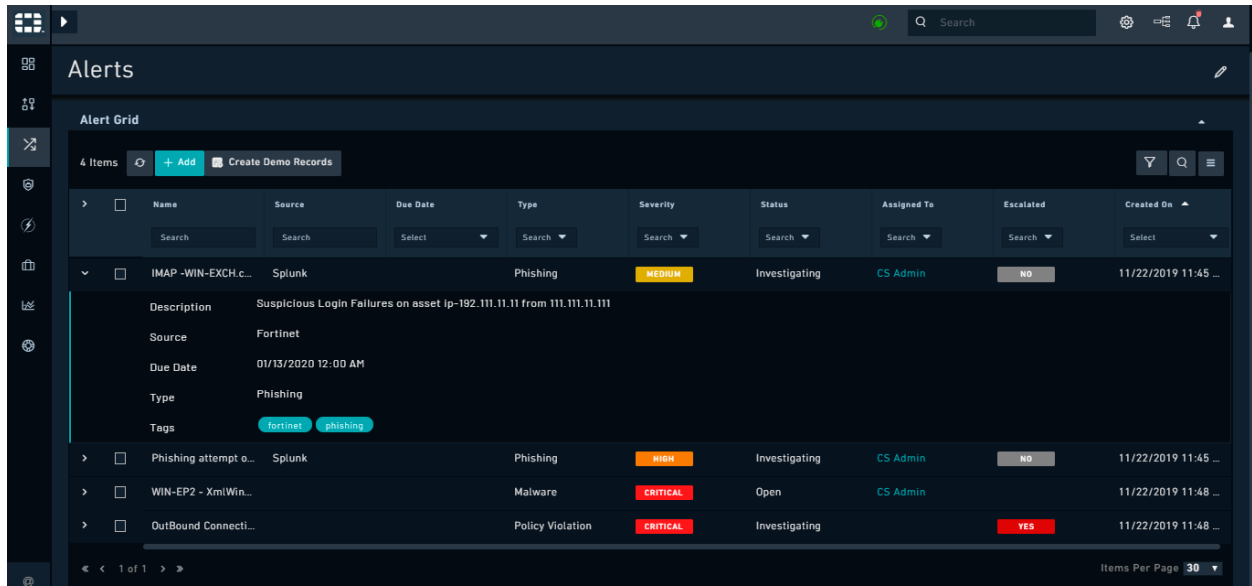 Search
Alerts
Alert Grid
4 Items + Add Create Demo Records
Name Source Due Date Type Severity Status Assigned To Escalated Created On
Search Search Select Search Search Search Search Search Select
IMAP -WIN-EXCH.c... Splunk Phishing MEDIUM Investigating CS Admin NO 11/22/2019 11:45 ...
Description Suspicious Login Failures on asset ip-192.111.11.11 from 111.111.11.111
Source Fortinet
Due Date 01/13/2020 12:00 AM
Type Phishing
Tags fortinet phishing
Phishing attempt o... Splunk Phishing HIGH Investigating CS Admin NO 11/22/2019 11:45 ...
WIN-EP2 - XmlWin... Malware CRITICAL Open CS Admin 11/22/2019 11:48 ...
OutBound Connecti... Policy Violation CRITICAL Investigating YES 11/22/2019 11:48 ...
« < 1 of 1 > » Items Per Page 30
@